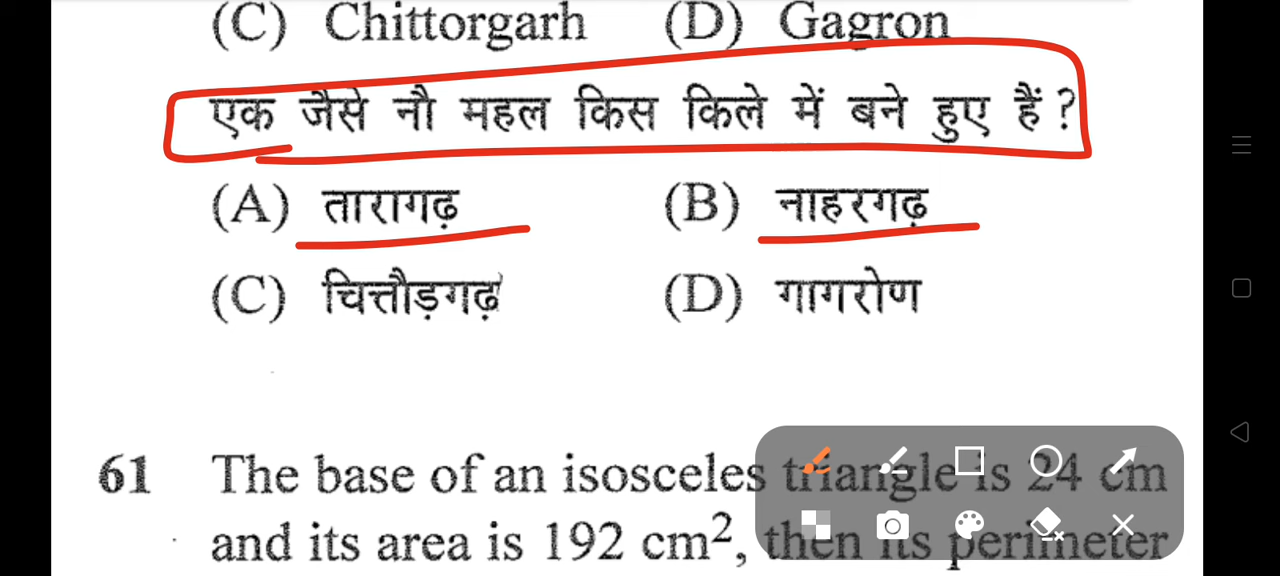 (C) Chittorgarh (D) Gagron
एक जैसे नौ महल किस किले में बने हुए हैं ?
(A) तारागढ़ (B) नाहरगढ़
(C) चित्तौड़गढ़ (D) गागरोण
61 The base of an isosceles triangle is 24 cm
and its area is 192 cm², then its perimeter